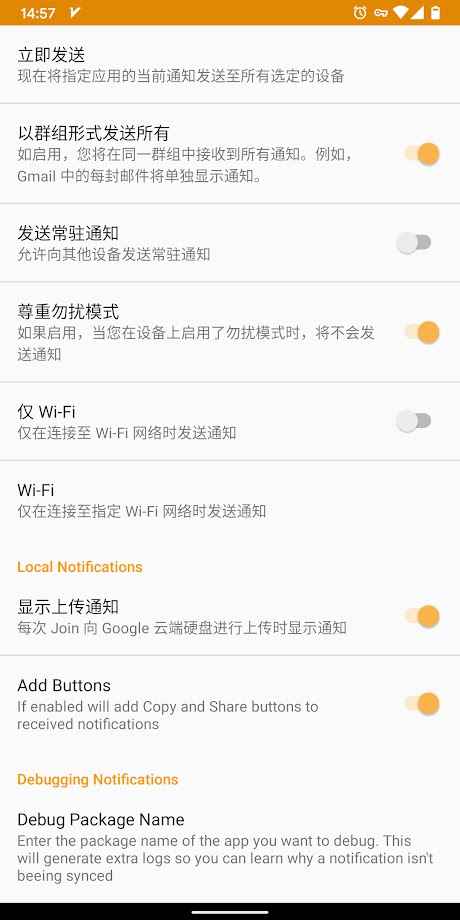 14:57
立即发送
现在将指定应用的当前通知发送至所有选定的设备
以群组形式发送所有
如启用，您将在同一群组中接收到所有通知。例如，
Gmail 中的每封邮件将单独显示通知。
发送常驻通知
允许向其他设备发送常驻通知
尊重勿扰模式
如果启用，当您在设备上启用了勿扰模式时，将不会发
送通知
仅 Wi-Fi
仅在连接至 Wi-Fi 网络时发送通知
Wi-Fi
仅在连接至指定 Wi-Fi 网络时发送通知
Local Notifications
显示上传通知
每次 Join 向 Google 云端硬盘进行上传时显示通知
Add Buttons
If enabled will add Copy and Share buttons to
received notifications
Debugging Notifications
Debug Package Name
Enter the package name of the app you want to debug. This
will generate extra logs so you can learn why a notification isn't
beeing synced